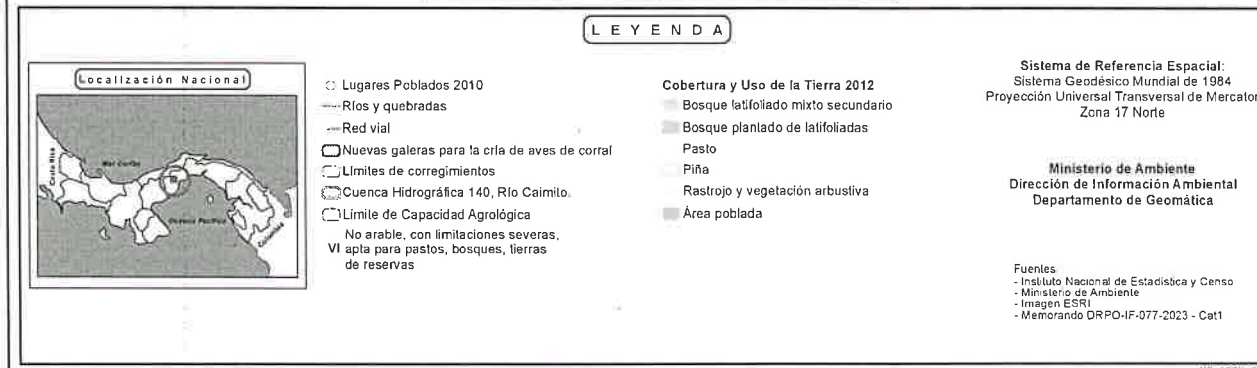 LEYENDA
Localización Nacional
Costa Rica
Mar Caribe
Océano Pacífico
Colombia
Lugares Poblados 2010
Ríos y quebradas
Red vial
Nuevas galeras para la cría de aves de corral
Límites de corregimientos
Cuenca Hidrográfica 140, Río Caimito.
Límite de Capacidad Agrológica
No arable, con limitaciones severas,
VI apta para pastos, bosques, tierras
de reservas
Cobertura y Uso de la Tierra 2012
Bosque latifoliado mixto secundario
Bosque plantado de latifoliadas
Pasto
Piña
Rastrojo y vegetación arbustiva
Área poblada
Sistema de Referencia Espacial:
Sistema Geodésico Mundial de 1984
Proyección Universal Transversal de Mercator
Zona 17 Norte
Ministerio de Ambiente
Dirección de Información Ambiental
Departamento de Geomática
Fuentes
- Instituto Nacional de Estadística y Censo
- Ministerio de Ambiente
- Imagen ESRI
- Memorando DRPO-IF-077-2023 - Cat1